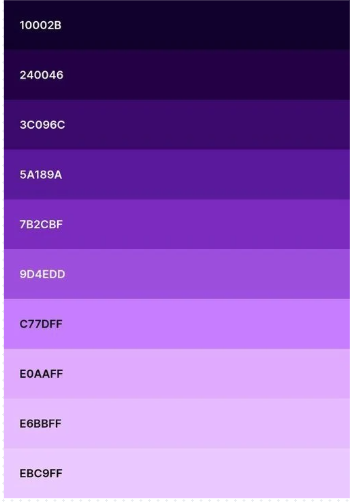 10002B
240046
3C096C
5A189A
7B2CBF
9D4EDD
C77DFF
E0AAFF
E6BBFF
EBC9FF